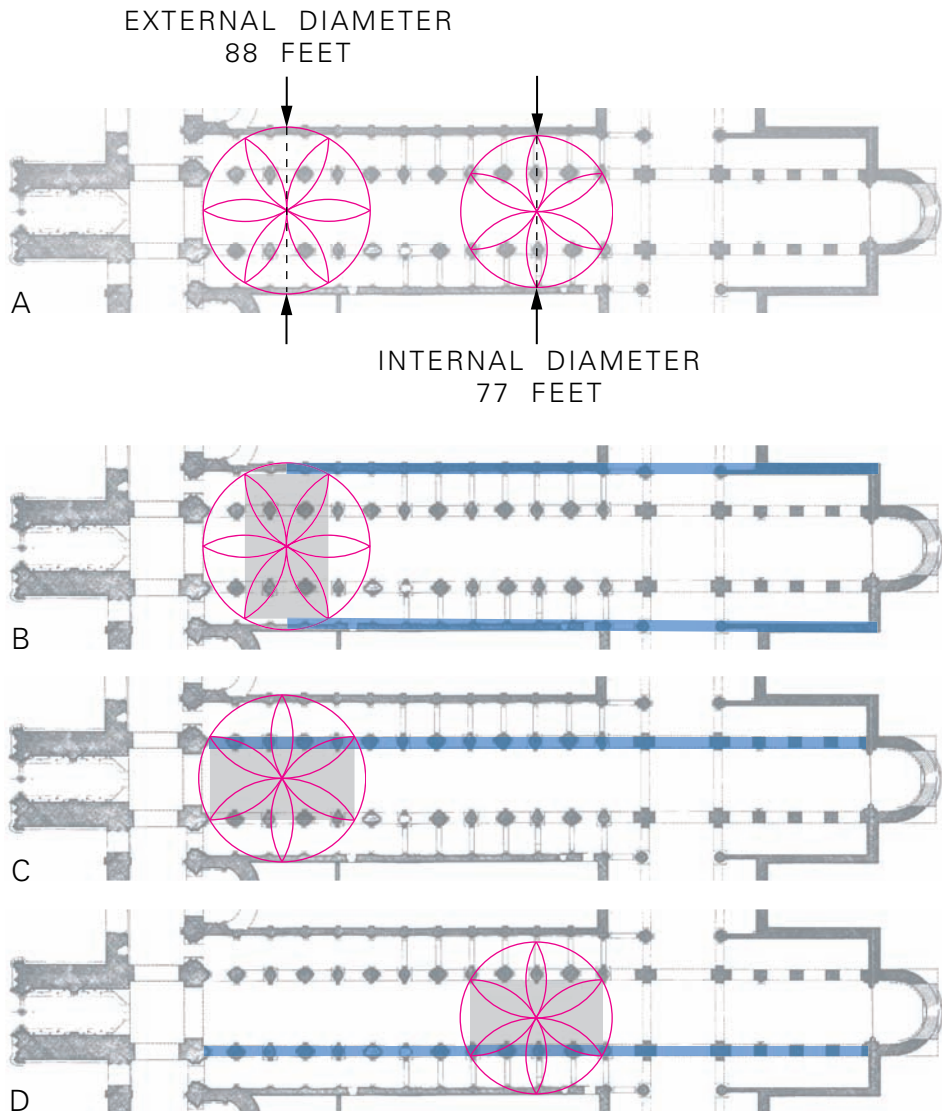 EXTERNAL DIAMETER
88 FEET
A
INTERNAL DIAMETER
77 FEET
B
C
D